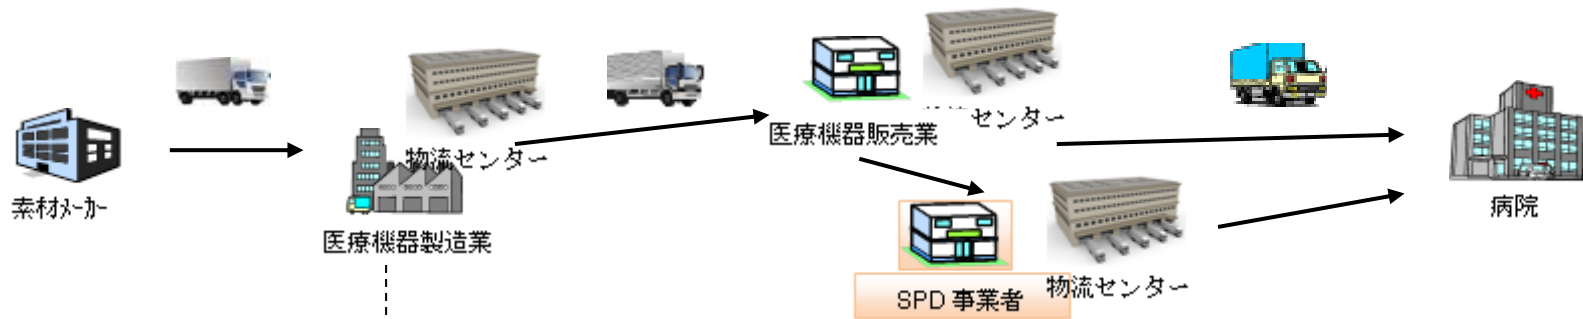 素材メーカー
物流センター
医療機器製造業
医療機器販売業
センター
SPD 事業者
物流センター
病院